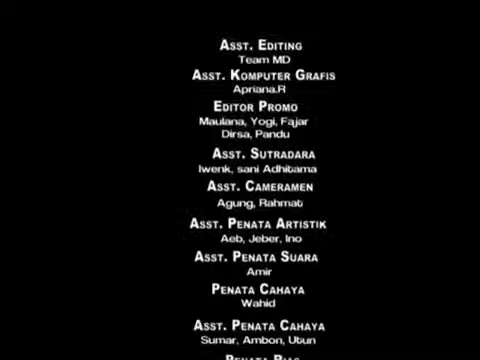 Asst. Editing
Team MD
Asst. Komputer Grafis
Apriana.R
Editor Promo
Maulana, Yogi, Fajar
Dirsa, Pandu
Asst. Sutradara
Iwenk, sani Adhitama
Asst. Cameramen
Agung, Rahmat
Asst. Penata Artistik
Aeb, Jeber, Ino
Asst. Penata Suara
Amir
Penata Cahaya
Wahid
Asst. Penata Cahaya
Sumar, Ambon, Utun
Penata Rias